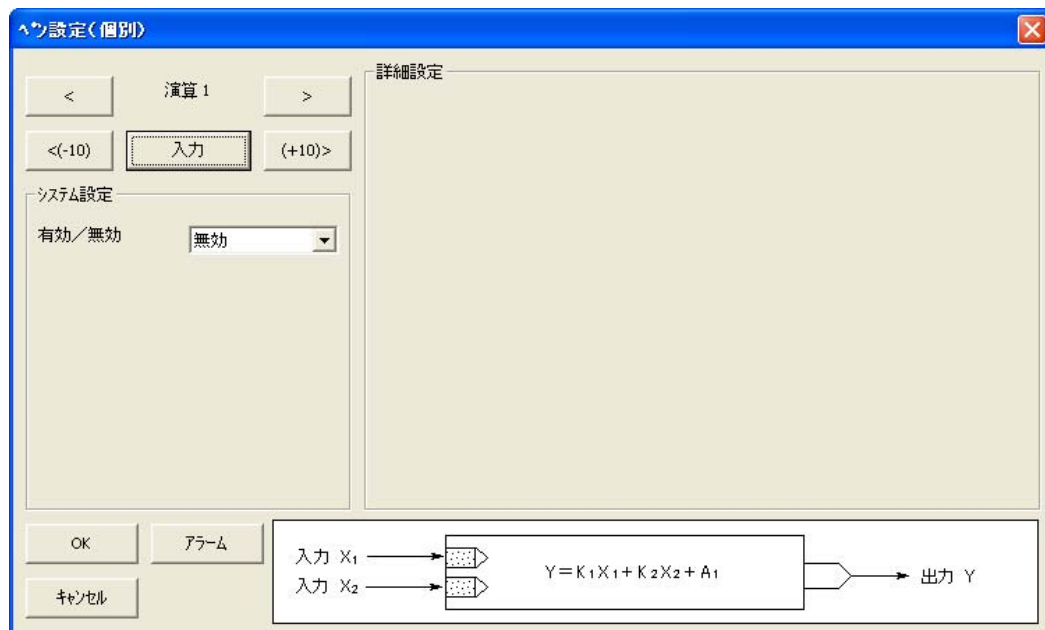 ペン設定(個別)
<
演算 1
>
<(-10)
入力
(+10)>
システム設定
有効／無効
無効
詳細設定
OK
アラーム
キャンセル
入力 X₁
入力 X₂
Y=K₁X₁+K₂X₂+A₁
出力 Y